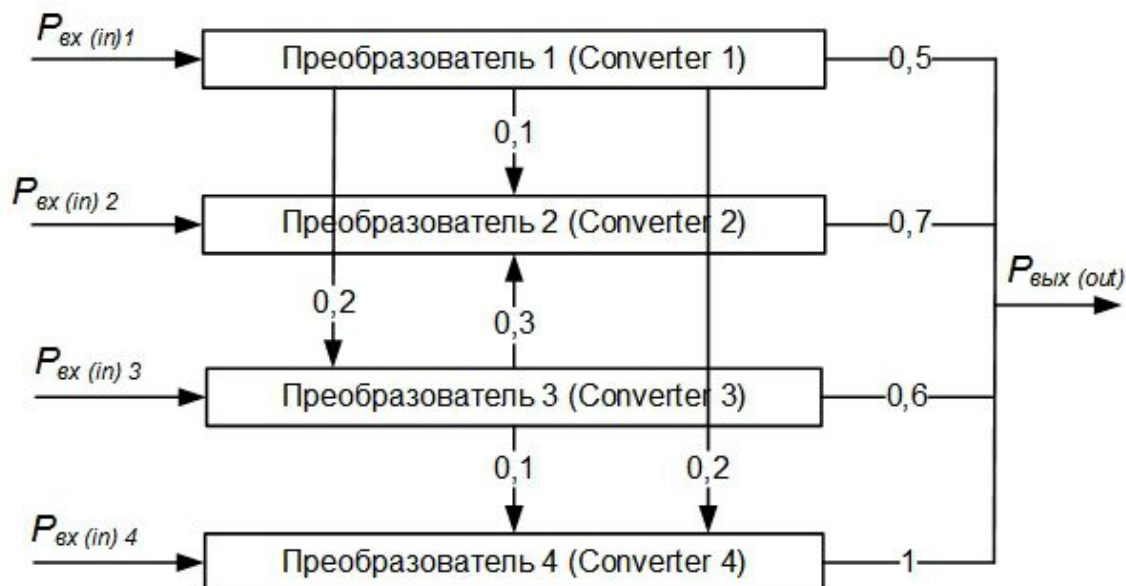 Pвх (in)1
Преобразователь 1 (Converter 1)
0,5
0,1
Pвх (in) 2
Преобразователь 2 (Converter 2)
0,7
Pвых (out)
0,2
0,3
Pвх (in) 3
Преобразователь 3 (Converter 3)
0,6
0,1
0,2
Pвх (in) 4
Преобразователь 4 (Converter 4)
1